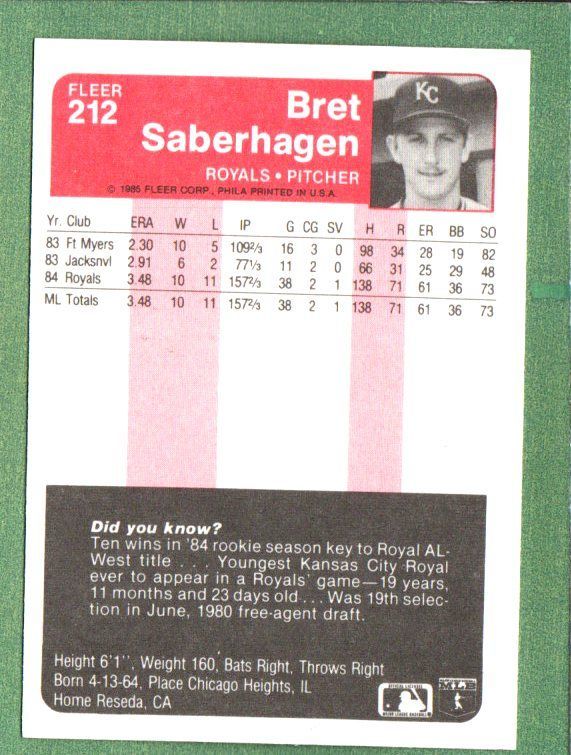 FLEER
212
Bret
Saberhagen
ROYALS • PITCHER
© 1985 FLEER CORP., PHILA PRINTED IN U.S.A.
KC
Yr. Club ERA W L IP G CG SV H R ER BB SO
83 Ft Myers 2.30 10 5 109⅔ 16 3 0 98 34 28 19 82
83 Jacksnvl 2.91 6 2 77⅓ 11 2 0 66 31 25 29 48
84 Royals 3.48 10 11 157⅔ 38 2 1 138 71 61 36 73
ML Totals 3.48 10 11 157⅔ 38 2 1 138 71 61 36 73
Did you know?
Ten wins in '84 rookie season key to Royal AL-
West title . . . Youngest Kansas City Royal
ever to appear in a Royals' game—19 years,
11 months and 23 days old . . . Was 19th selec-
tion in June, 1980 free-agent draft.
Height 6'1'', Weight 160, Bats Right, Throws Right
Born 4-13-64, Place Chicago Heights, IL
Home Reseda, CA